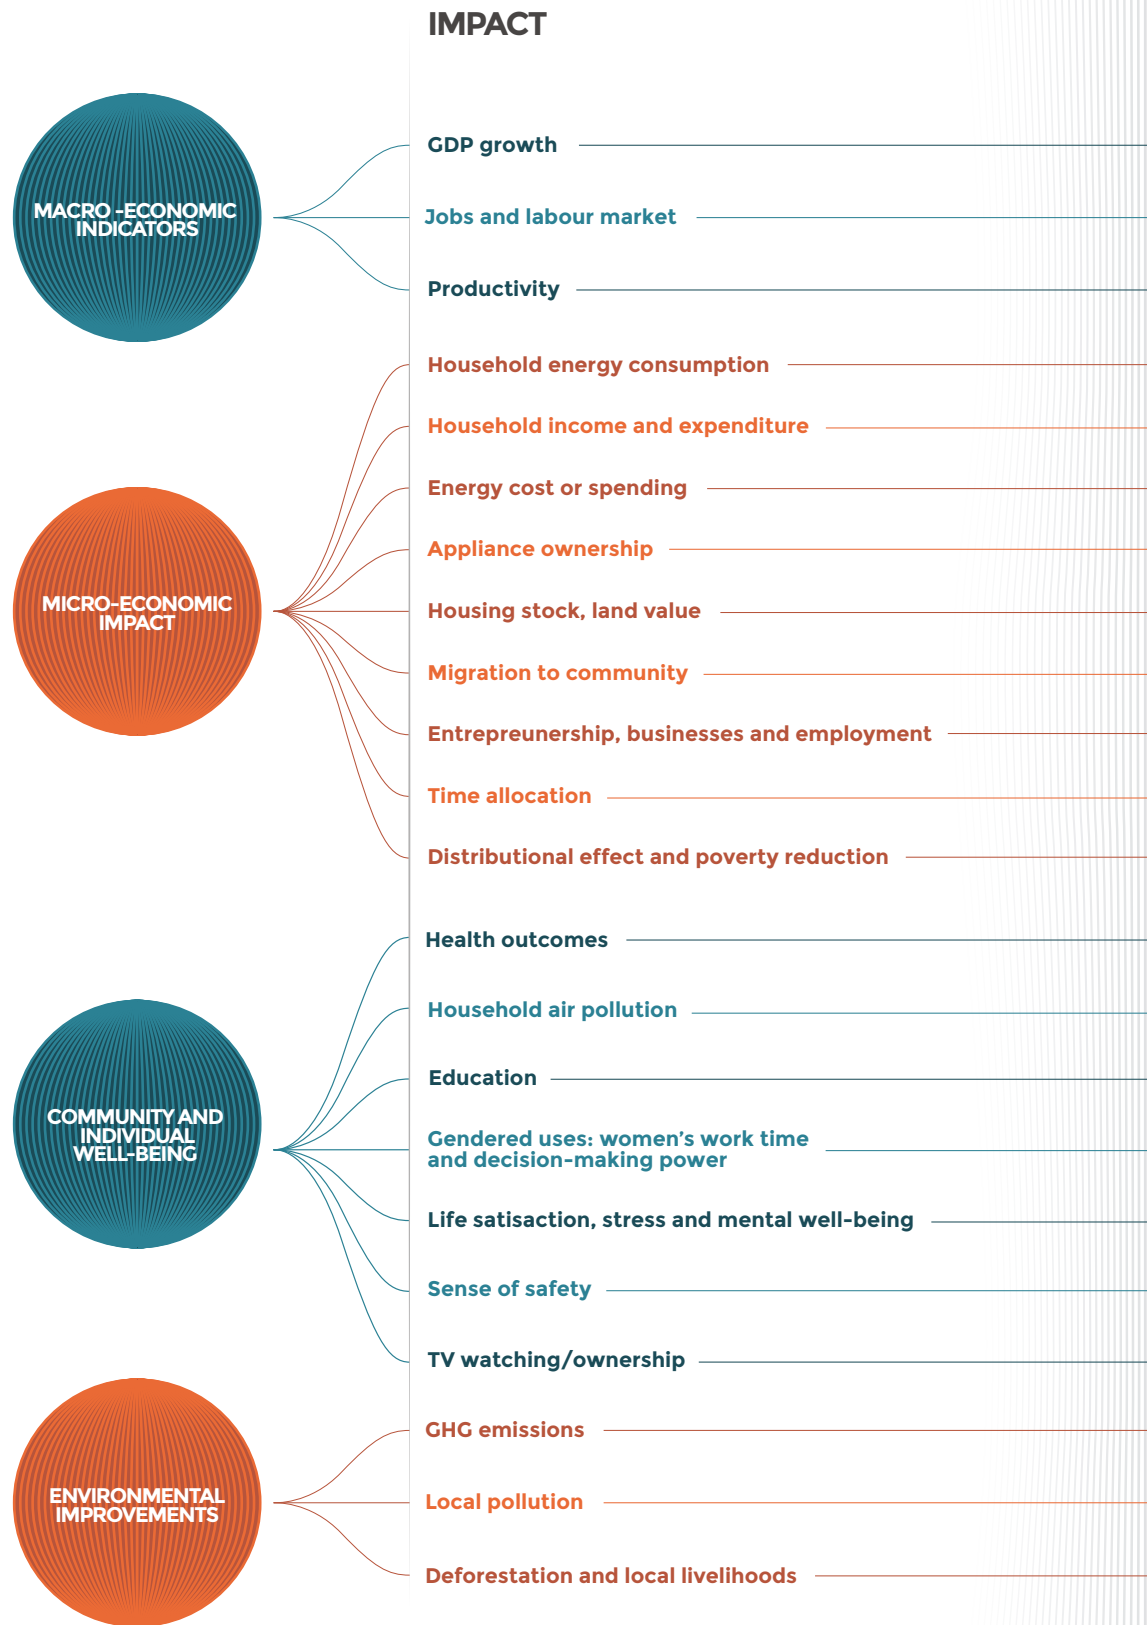 IMPACT
MACRO -ECONOMIC
INDICATORS
GDP growth
Jobs and labour market
Productivity
MICRO-ECONOMIC
IMPACT
Household energy consumption
Household income and expenditure
Energy cost or spending
Appliance ownership
Housing stock, land value
Migration to community
Entrepreunership, businesses and employment
Time allocation
Distributional effect and poverty reduction
COMMUNITY AND
INDIVIDUAL
WELL-BEING
Health outcomes
Household air pollution
Education
Gendered uses: women’s work time
and decision-making power
Life satisaction, stress and mental well-being
Sense of safety
TV watching/ownership
ENVIRONMENTAL
IMPROVEMENTS
GHG emissions
Local pollution
Deforestation and local livelihoods